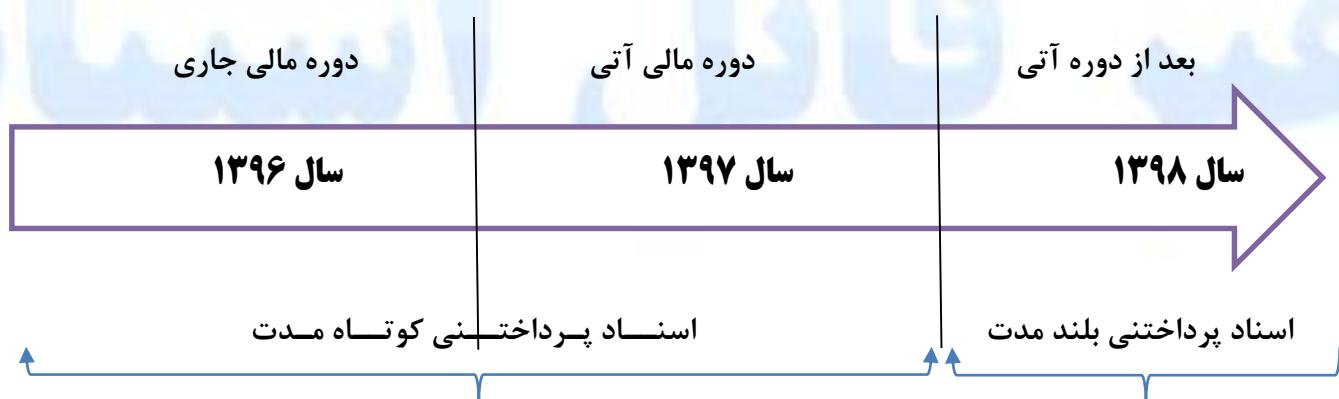 دوره مالی جاری
دوره مالی آتی
بعد از دوره آتی
سال ۱۳۹۶
سال ۱۳۹۷
سال ۱۳۹۸
اسناد پرداختنی کوتاه مدت
اسناد پرداختنی بلند مدت